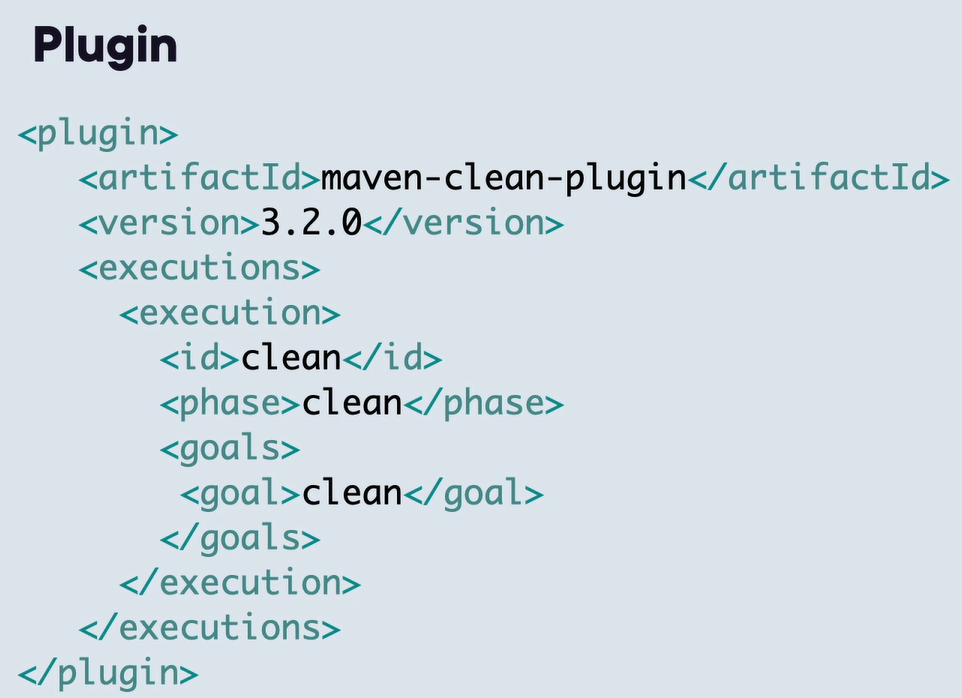 Plugin
<plugin>
<artifactId>maven-clean-plugin</artifactId>
<version>3.2.0</version>
<executions>
<execution>
<id>clean</id>
<phase>clean</phase>
<goals>
<goal>clean</goal>
</goals>
</execution>
</executions>
</plugin>